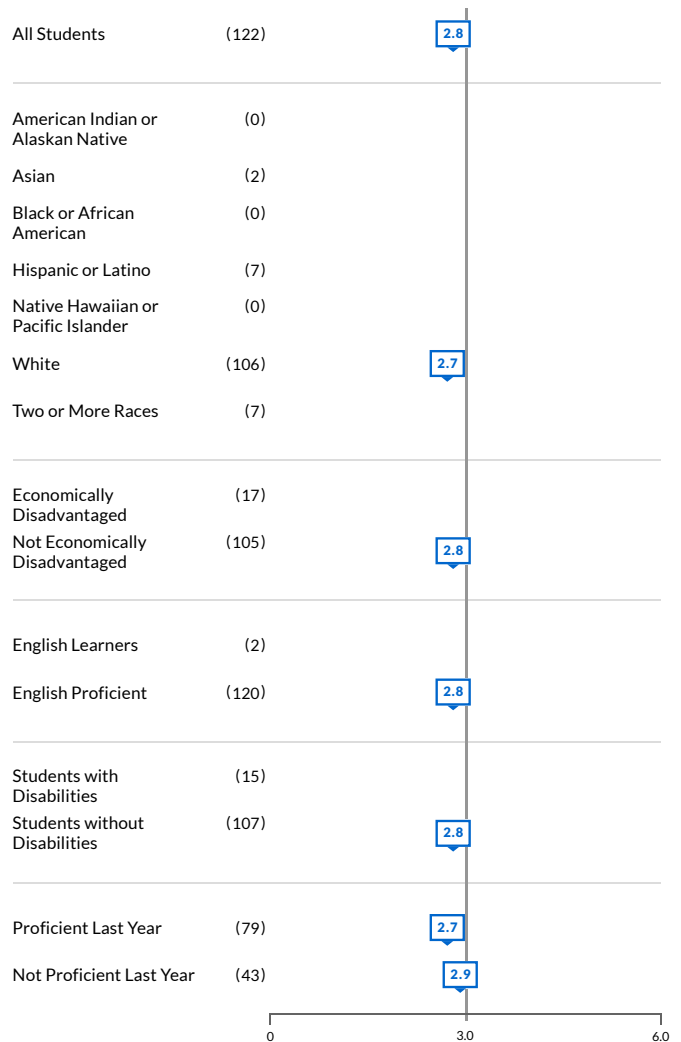 All Students (122) 2.8
American Indian or (0)
Alaskan Native
Asian (2)
Black or African (0)
American
Hispanic or Latino (7)
Native Hawaiian or (0)
Pacific Islander
White (106) 2.7
Two or More Races (7)
Economically (17)
Disadvantaged
Not Economically (105) 2.8
Disadvantaged
English Learners (2)
English Proficient (120) 2.8
Students with (15)
Disabilities
Students without (107) 2.8
Disabilities
Proficient Last Year (79) 2.7
Not Proficient Last Year (43) 2.9
0 3.0 6.0